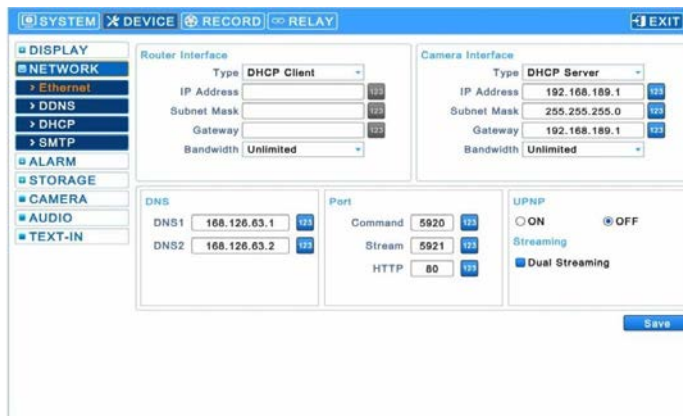 SYSTEM DEVICE RECORD RELAY EXIT
DISPLAY
NETWORK
> Ethernet
> DDNS
> DHCP
> SMTP
ALARM
STORAGE
CAMERA
AUDIO
TEXT-IN
Router Interface
Type DHCP Client
IP Address 123
Subnet Mask 123
Gateway 123
Bandwidth Unlimited
Camera Interface
Type DHCP Server
IP Address 192.168.189.1 123
Subnet Mask 255.255.255.0 123
Gateway 192.168.189.1 123
Bandwidth Unlimited
DNS
DNS1 168.126.63.1 123
DNS2 168.126.63.2 123
Port
Command 5920 123
Stream 5921 123
HTTP 80 123
UPNP
ON OFF
Streaming
Dual Streaming
Save